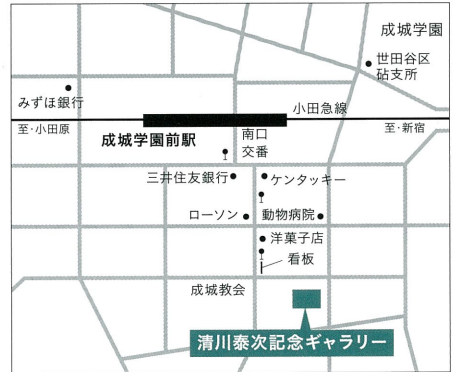 成城学園
世田谷区
砧支所
みずほ銀行
小田急線
至・小田原
至・新宿
成城学園前駅
南口
交番
三井住友銀行
ケンタッキー
ローソン
動物病院
洋菓子店
看板
成城教会
清川泰次記念ギャラリー